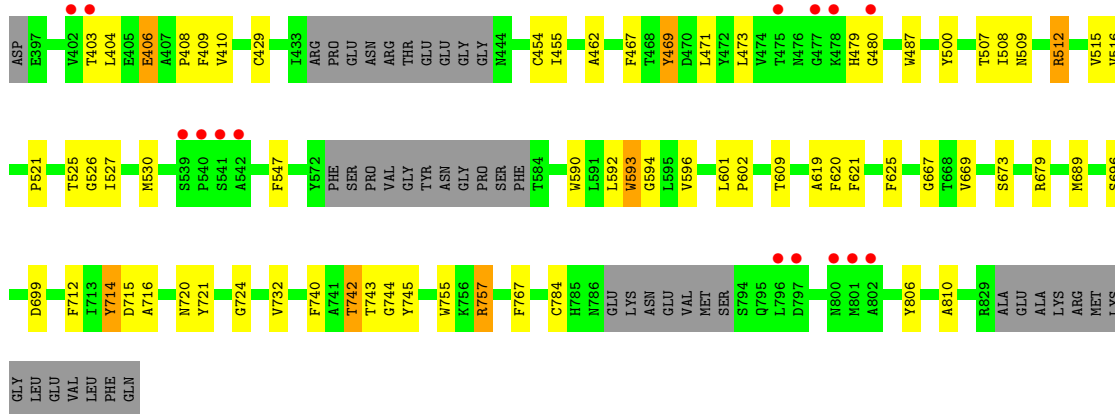 ASP E397 V402 T403 L404 E405 E406 A407 P408 F409 V410 C429 I433 ARG PRO GLU ASN ARG THR GLU GLU GLY GLY N444 C454 I455 A462 F467 T468 Y469 D470 L471 Y472 L473 V474 T475 N476 G477 K478 H479 G480 W487 Y500 T507 I508 N509 R512 V515 V516
P521 T525 G526 I527 M530 S539 P540 S541 A542 F547 Y572 PHE SER PRO VAL GLY TYR ASN GLY PRO SER PHE T584 W590 L591 L592 W593 G594 L595 V596 L601 P602 T609 A619 F620 F621 F625 G667 T668 V669 S673 R679 M689 S696
D699 F712 I713 Y714 D715 A716 N720 Y721 G724 V732 F740 A741 T742 T743 G744 Y745 W755 K756 R757 F767 C784 H785 N786 GLU LYS ASN GLU VAL MET SER S794 Q795 L796 D797 N800 M801 A802 Y806 A810 R829 ALA GLU ALA LYS ARG MET LYS
GLY LEU GLU VAL LEU PHE GLN